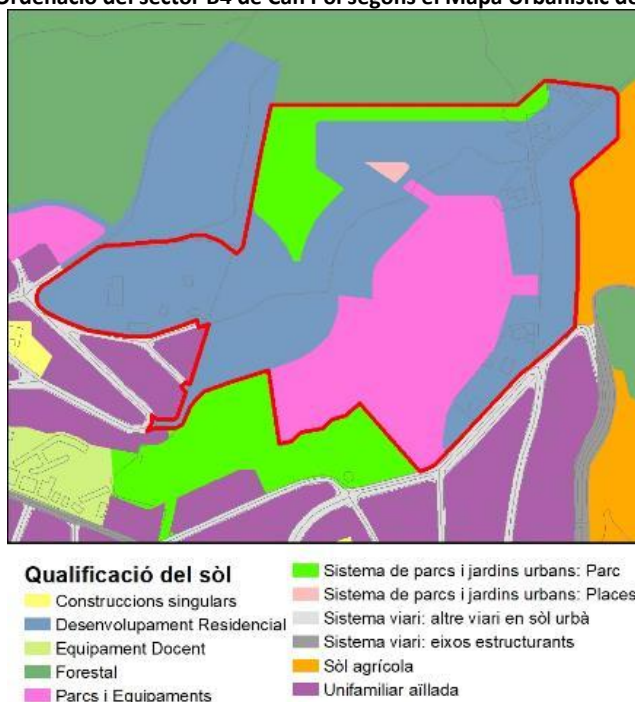 Ordenació del sector B4 de Can Pol segons el Mapa Urbanístic de
Qualificació del sòl
Construccions singulars
Desenvolupament Residencial
Equipament Docent
Forestal
Parcs i Equipaments
Sistema de parcs i jardins urbans: Parc
Sistema de parcs i jardins urbans: Places
Sistema viari: altre viari en sòl urbà
Sistema viari: eixos estructurants
Sòl agrícola
Unifamiliar aïllada